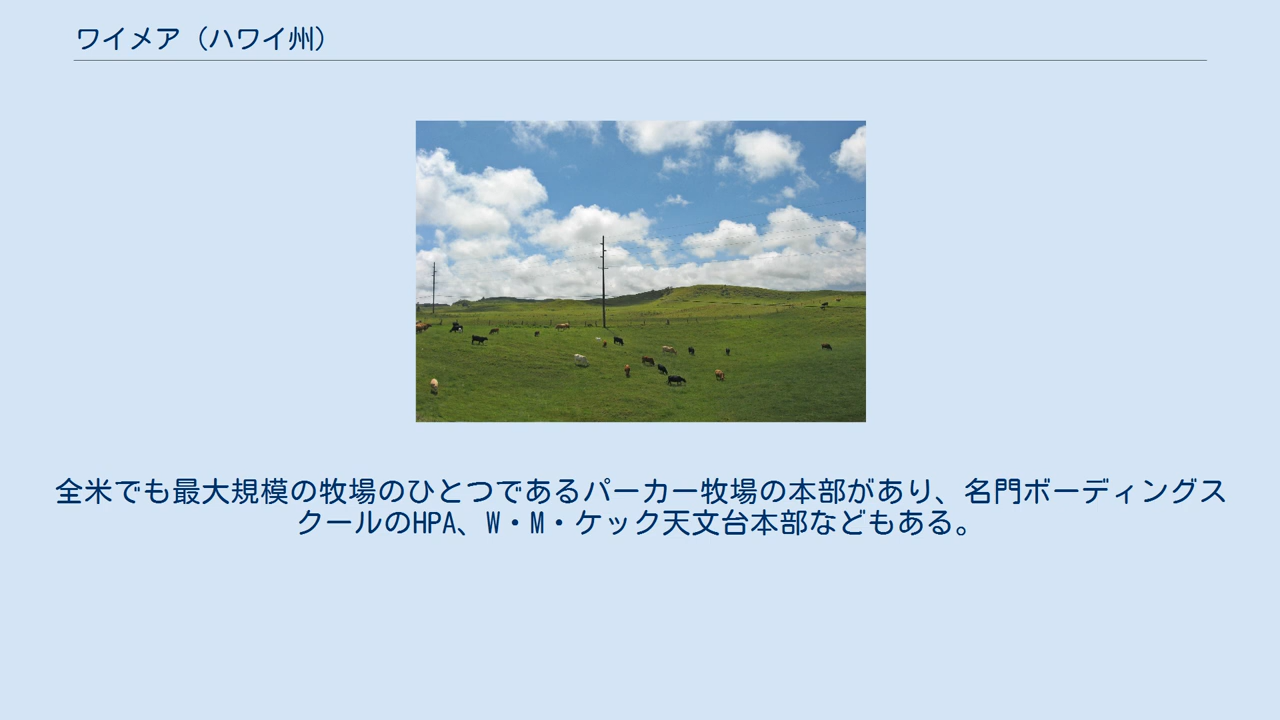 ワイメア（ハワイ州）
全米でも最大規模の牧場のひとつであるパーカー牧場の本部があり、名門ボーディングス
クールのHPA、W・M・ケック天文台本部などもある。